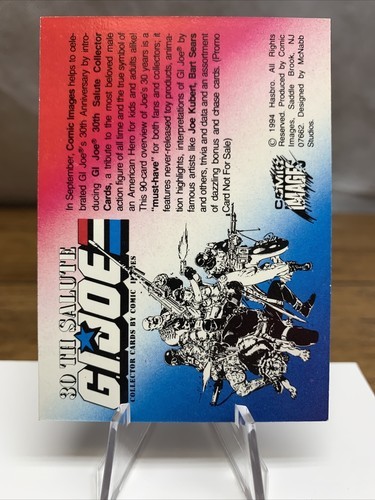 30TH SALUTE
GI JOE
COLLECTOR CARDS BY COMIC IMAGES
In September, Comic Images helps to cele-
brated GI Joe's 30th Anniversary by intro-
ducing GI Joe® 30th Salute Collector
Cards, a tribute to the most beloved male
action figure of all time and the true symbol of
an American Hero for kids and adults alike!
This 90-card overview of Joe's 30 years is a
"must-have" for both fans and collectors; it
features never-released toy products, anima-
tion highlights, interpretations of GI Joe® by
famous artists like Joe Kubert, Bart Sears
and others, trivia and data and an assortment
of dazzling bonus and chase cards. (Promo
Card Not For Sale)
COMIC
IMAGES
© 1994 Hasbro. All Rights
Reserved. Produced by Comic
Images, Saddle Brook, NJ
07662. Designed by McNabb
Studios.